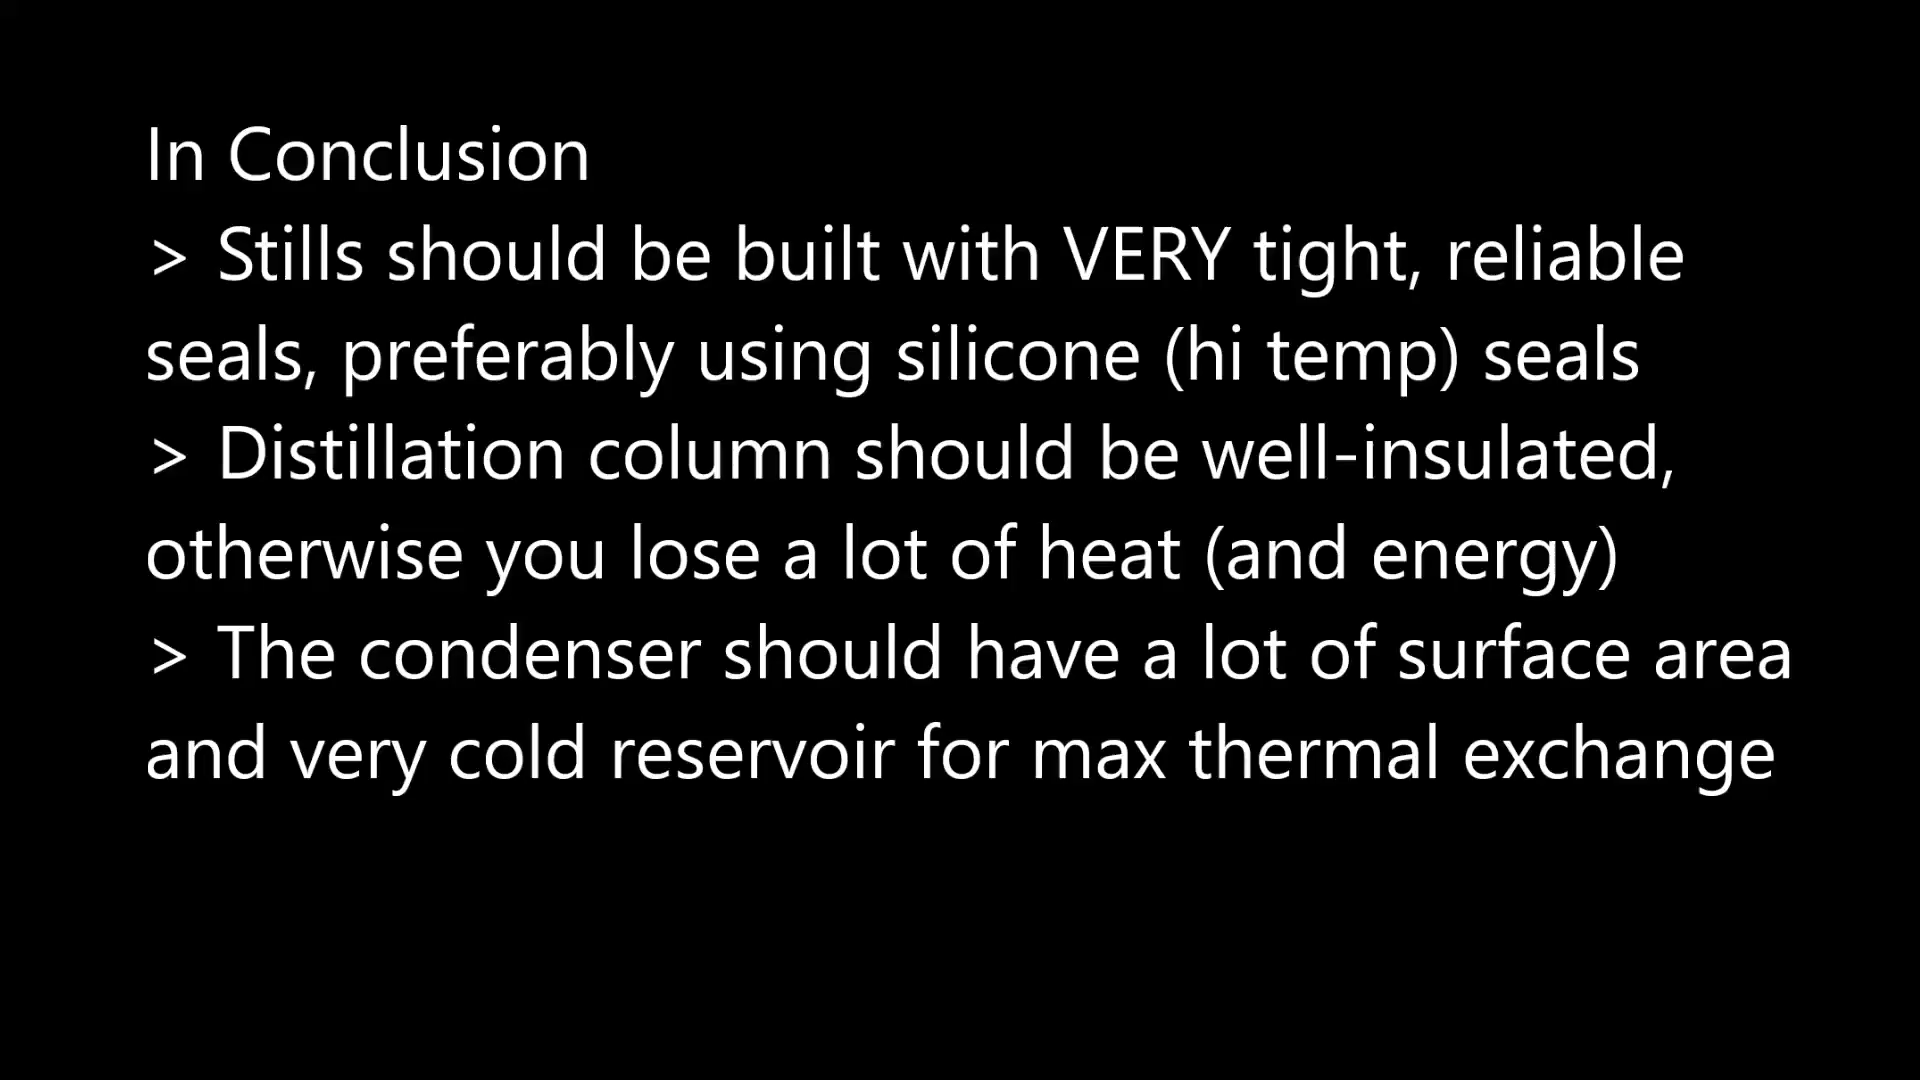 In Conclusion
> Stills should be built with VERY tight, reliable
seals, preferably using silicone (hi temp) seals
> Distillation column should be well-insulated,
otherwise you lose a lot of heat (and energy)
> The condenser should have a lot of surface area
and very cold reservoir for max thermal exchange